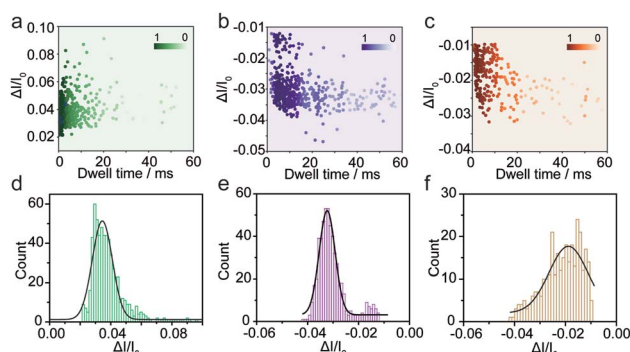 a b c
0.10 0.08 0.06 0.04 0.02
ΔI/I₀
1 0
0 20 40 60
Dwell time / ms
-0.01 -0.02 -0.03 -0.04 -0.05
ΔI/I₀
1 0
0 20 40 60
Dwell time / ms
-0.01 -0.02 -0.03 -0.04
ΔI/I₀
1 0
0 20 40 60
Dwell time / ms
d e f
60 40 20 0
Count
0.00 0.04 0.08
ΔI/I₀
60 40 20 0
Count
-0.06 -0.04 -0.02 0.00
ΔI/I₀
30 20 10 0
Count
-0.06 -0.04 -0.02 0.00
ΔI/I₀